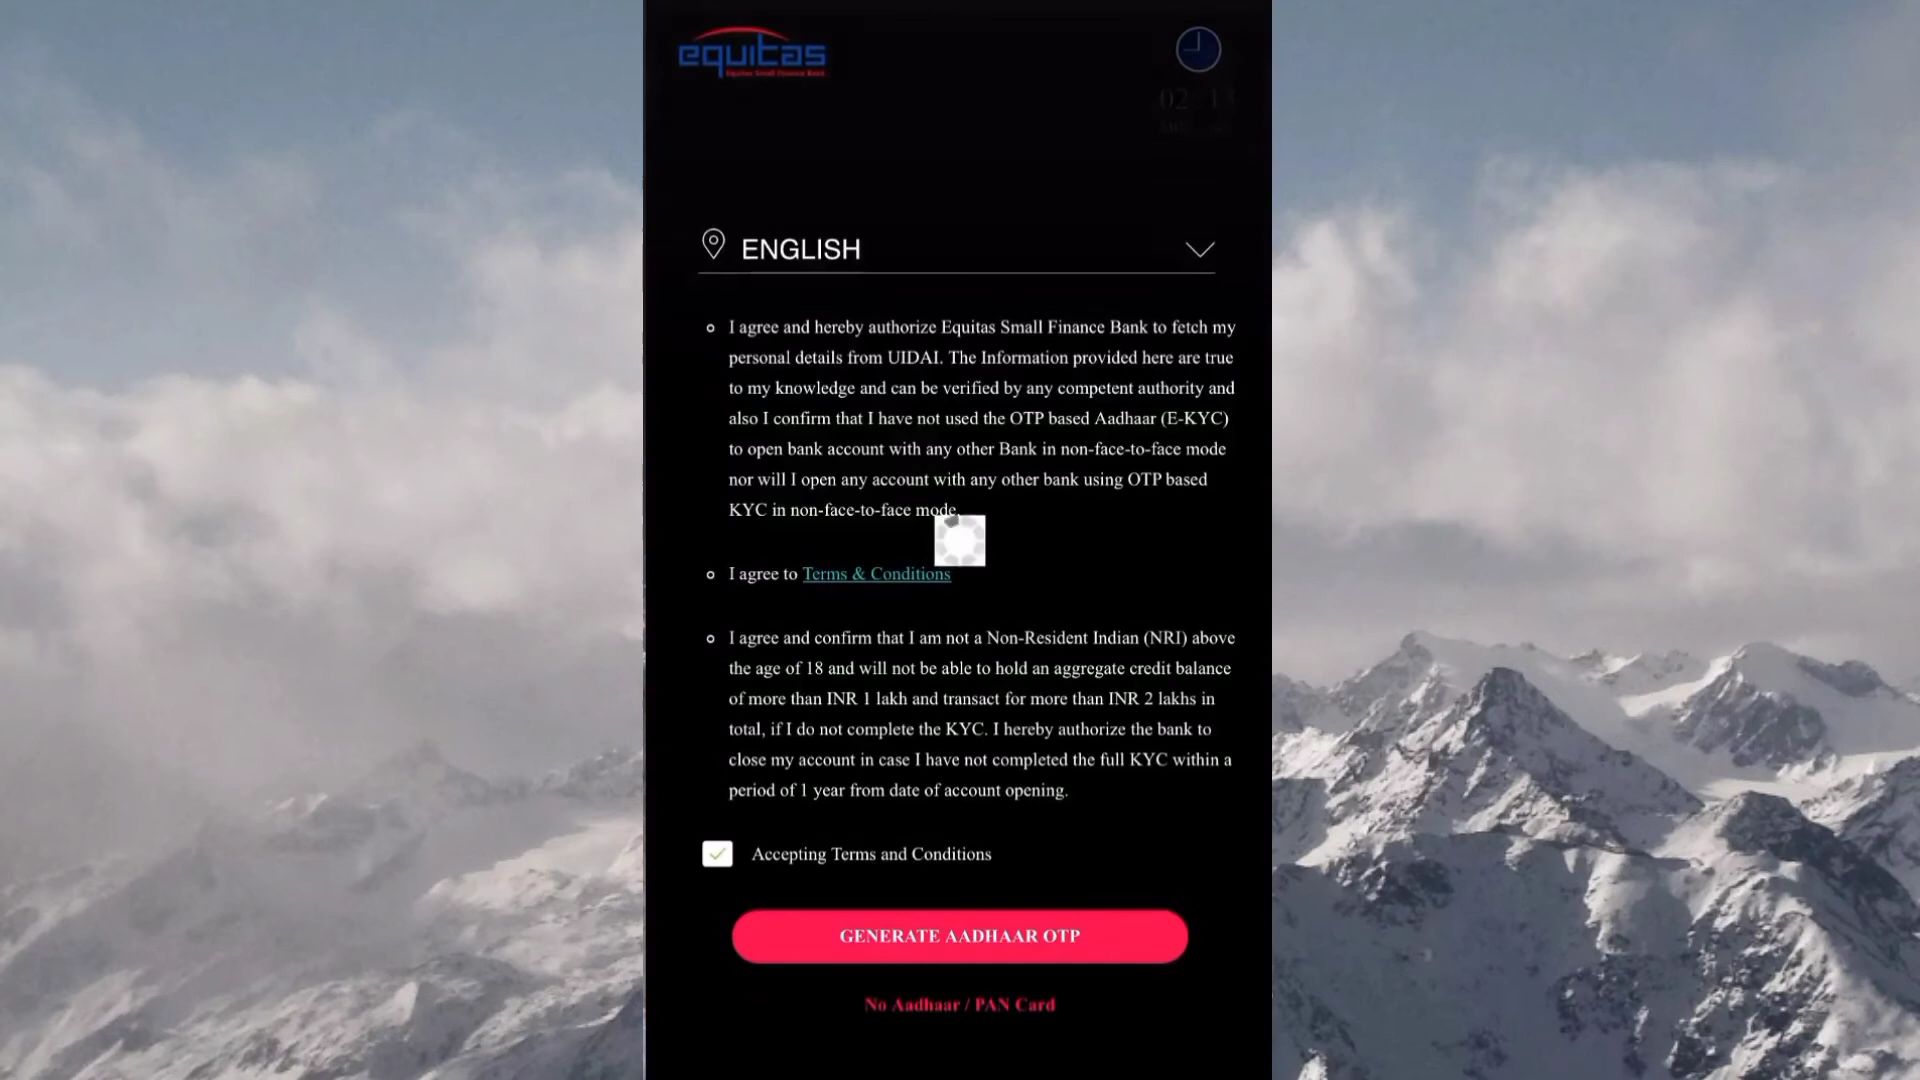 equitas
Equitas Small Finance Bank
02 13
ENGLISH
I agree and hereby authorize Equitas Small Finance Bank to fetch my
personal details from UIDAI. The Information provided here are true
to my knowledge and can be verified by any competent authority and
also I confirm that I have not used the OTP based Aadhaar (E-KYC)
to open bank account with any other Bank in non-face-to-face mode
nor will I open any account with any other bank using OTP based
KYC in non-face-to-face mode.
I agree to Terms & Conditions
I agree and confirm that I am not a Non-Resident Indian (NRI) above
the age of 18 and will not be able to hold an aggregate credit balance
of more than INR 1 lakh and transact for more than INR 2 lakhs in
total, if I do not complete the KYC. I hereby authorize the bank to
close my account in case I have not completed the full KYC within a
period of 1 year from date of account opening.
Accepting Terms and Conditions
GENERATE AADHAAR OTP
No Aadhaar / PAN Card